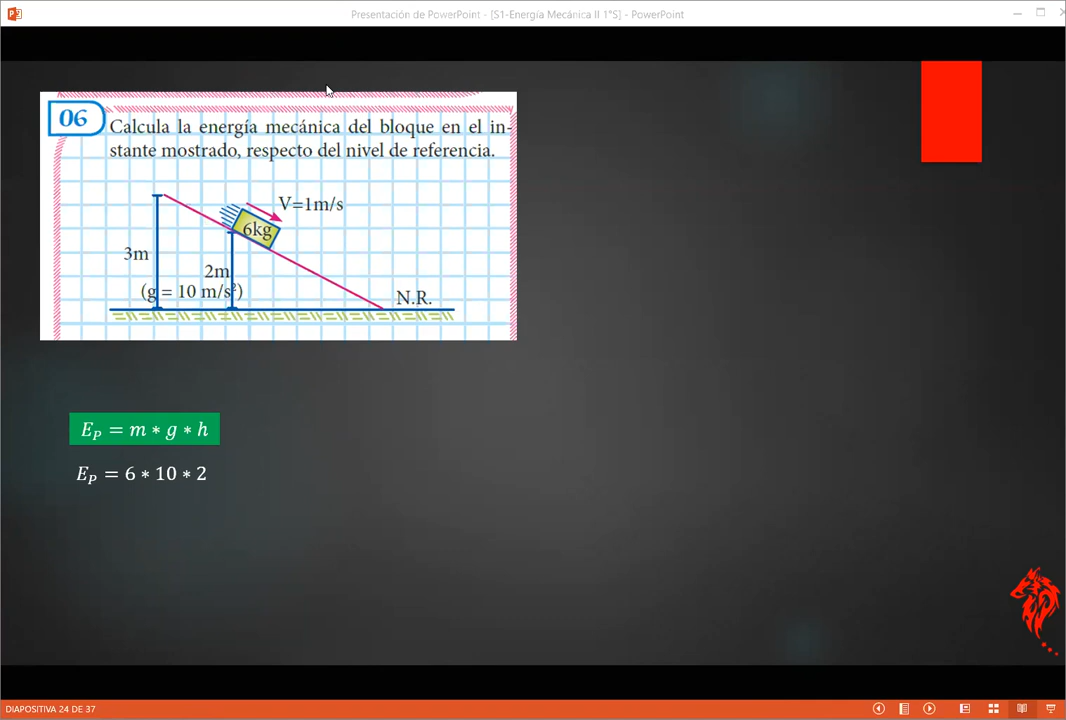 Presentación de PowerPoint - [S1-Energía Mecánica II 1°S] - PowerPoint
06
Calcula la energía mecánica del bloque en el in-
stante mostrado, respecto del nivel de referencia.
V=1m/s
6kg
3m
2m
(g = 10 m/s²)
N.R.
E_P = m * g * h
E_P = 6 * 10 * 2
DIAPOSITIVA 24 DE 37